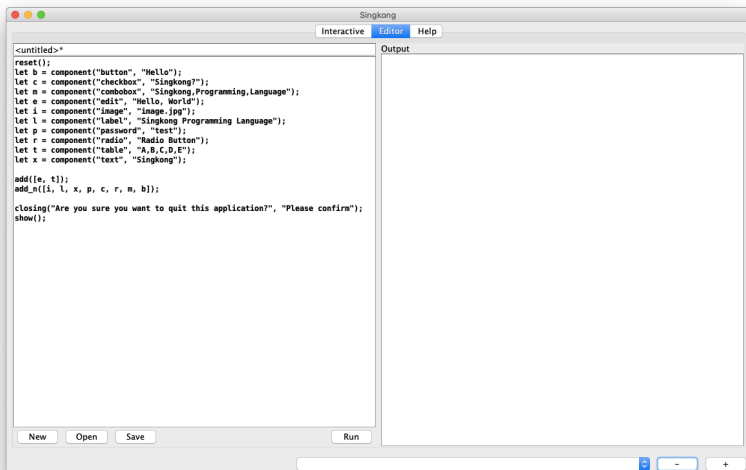 Singkong
Interactive Editor Help
<untitled>*
Output
reset();
let b = component("button", "Hello");
let c = component("checkbox", "Singkong?");
let m = component("combobox", "Singkong,Programming,Language");
let e = component("edit", "Hello, World");
let i = component("image", "image.jpg");
let l = component("label", "Singkong Programming Language");
let p = component("password", "test");
let r = component("radio", "Radio Button");
let t = component("table", "A,B,C,D,E");
let x = component("text", "Singkong");
add([e, t]);
add_n([i, l, x, p, c, r, m, b]);
closing("Are you sure you want to quit this application?", "Please confirm");
show();
New Open Save Run
- +